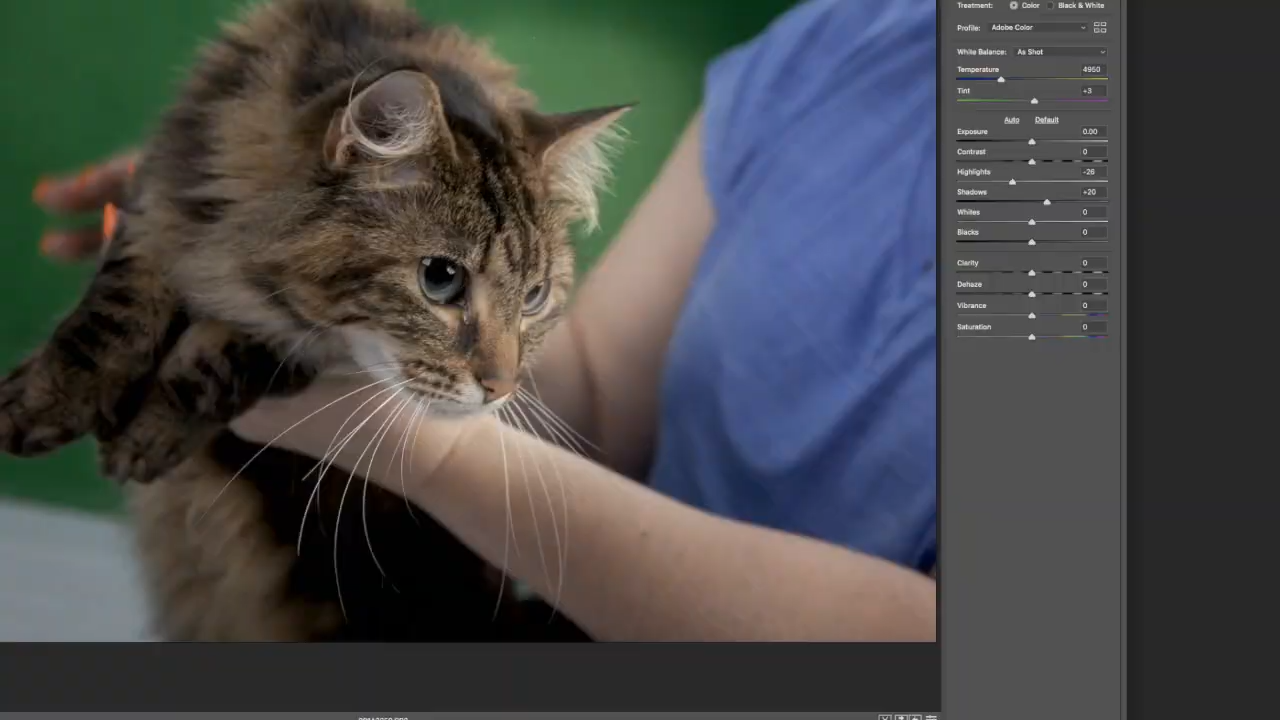 Treatment: Color Black & White
Profile: Adobe Color
White Balance: As Shot
Temperature 4950
Tint +3
Auto Default
Exposure 0.00
Contrast 0
Highlights -26
Shadows +20
Whites 0
Blacks 0
Clarity 0
Dehaze 0
Vibrance 0
Saturation 0